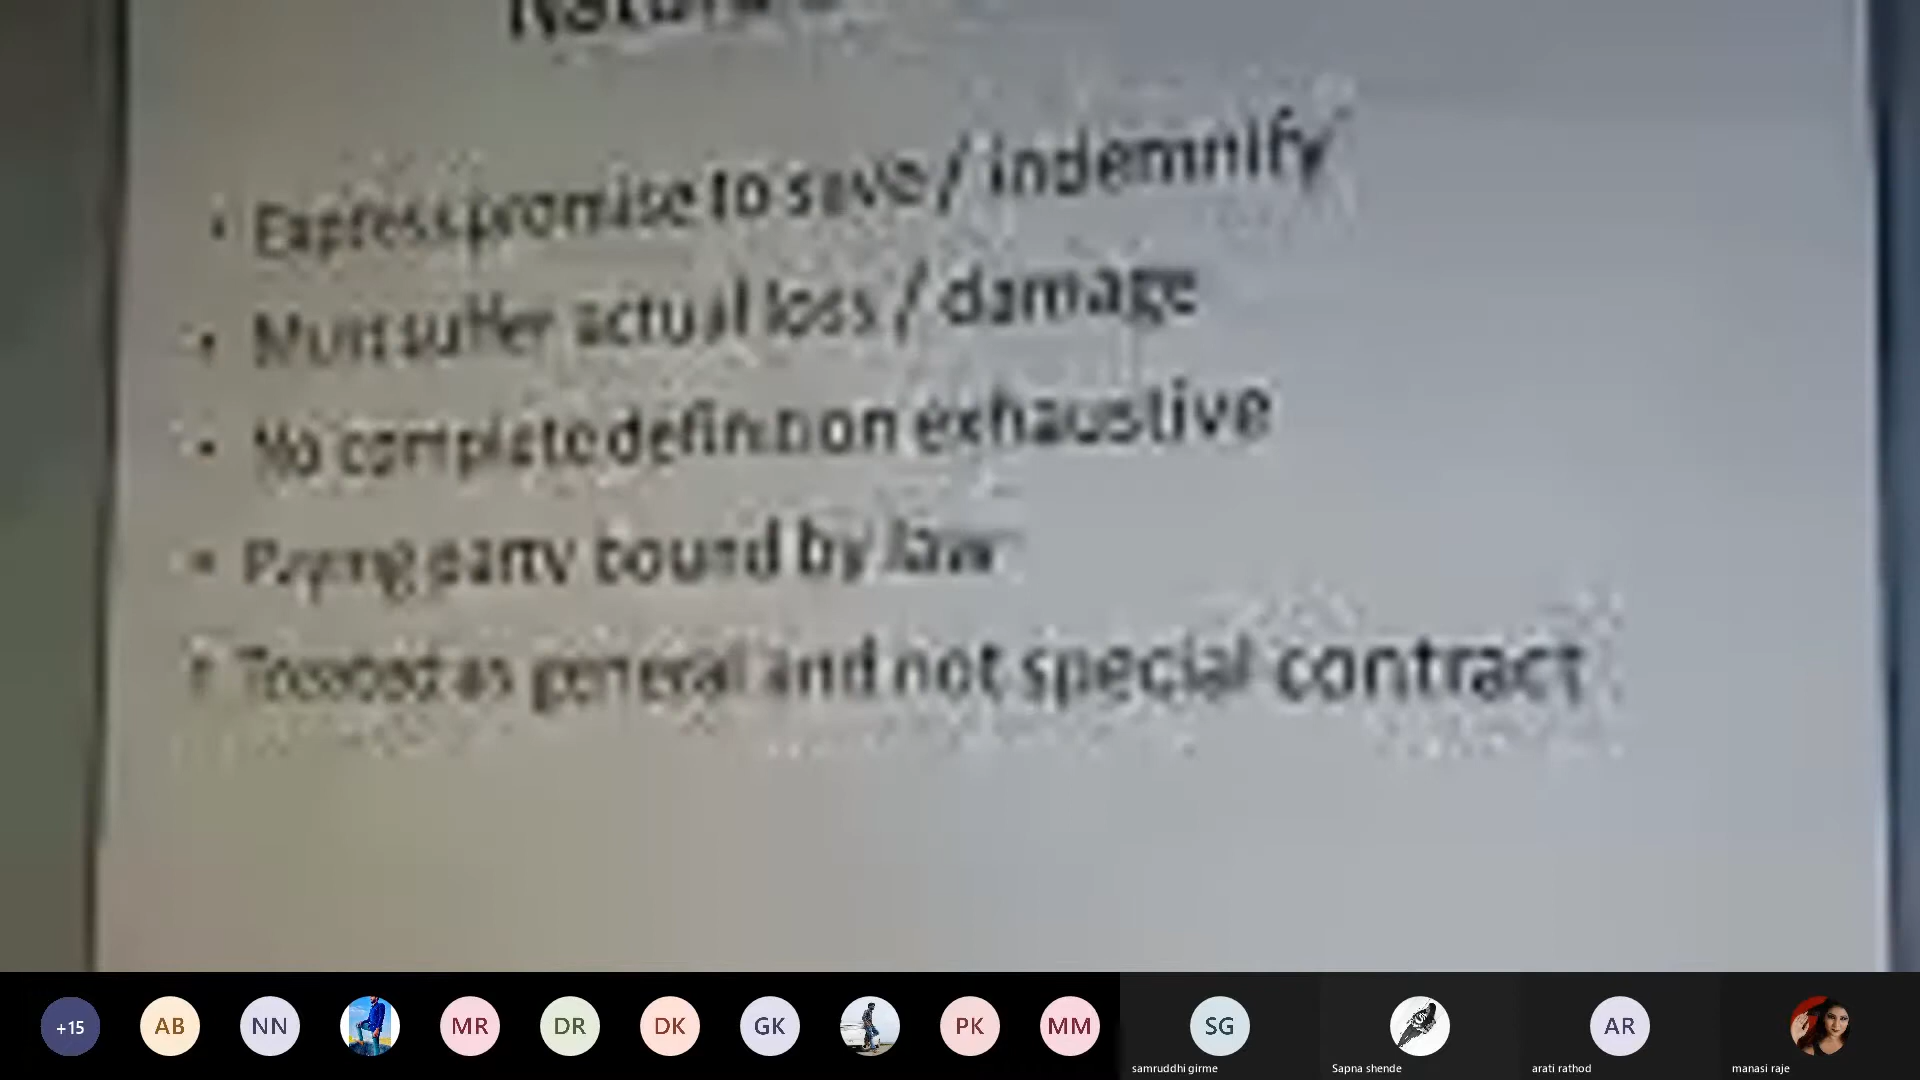 Nature
• Express promise to save / indemnify
• Must suffer actual loss / damage
• No complete definition exhaustive
• Paying party bound by law
• Treated as general and not special contract
+15 AB NN MR DR DK GK PK MM SG AR
samruddhi girme Sapna shende arati rathod manasi raje